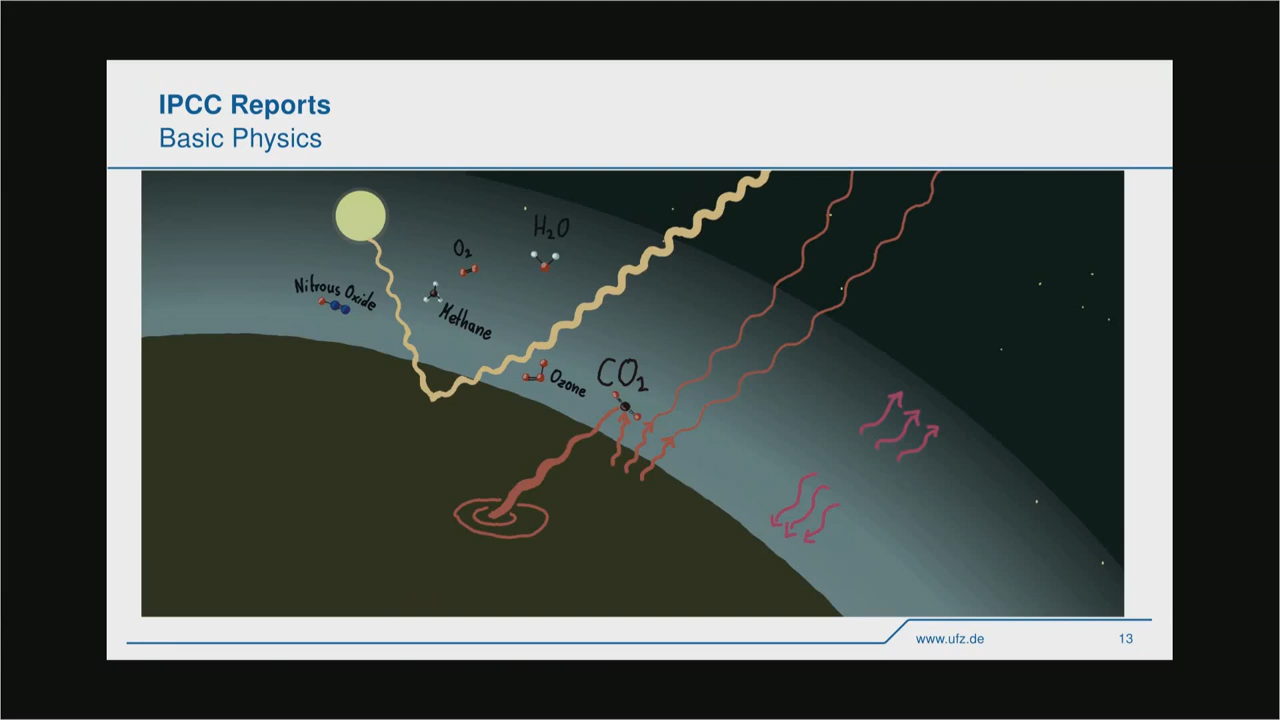 IPCC Reports
Basic Physics
H₂O
O₂
Nitrous Oxide
Methane
CO₂
Ozone
www.ufz.de
13